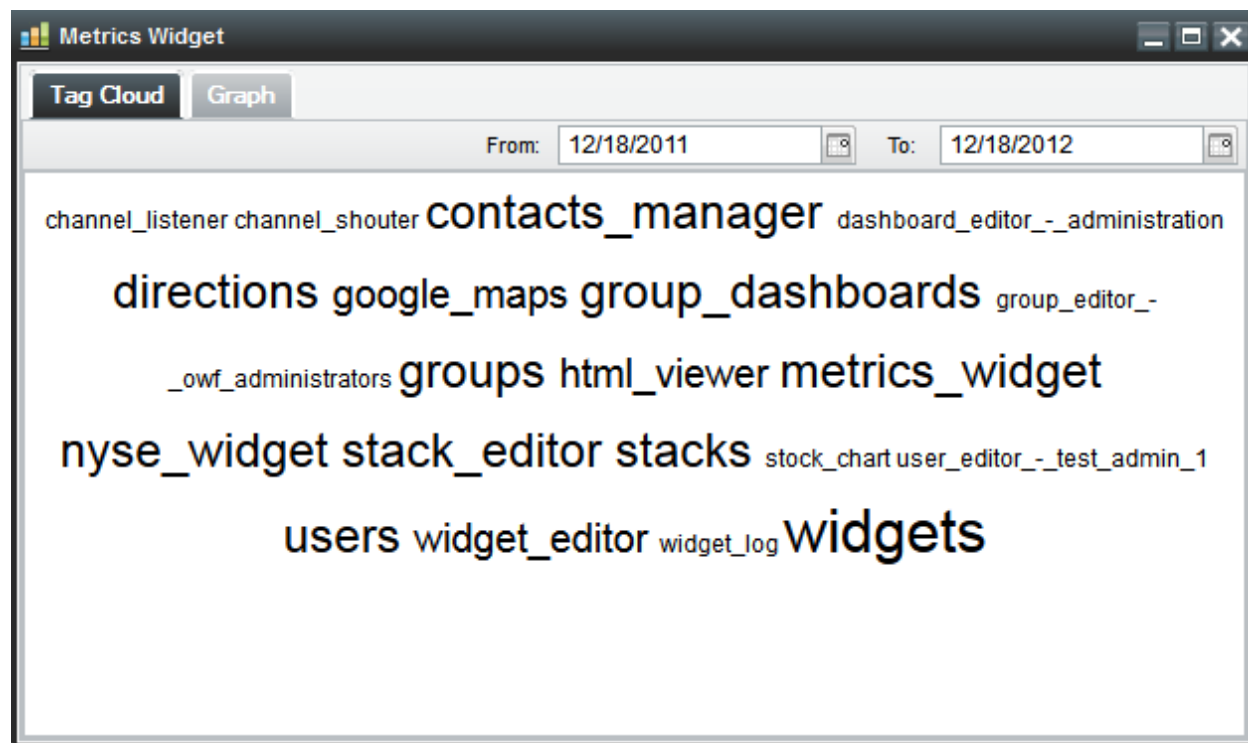 Metrics Widget
Tag Cloud Graph
From: 12/18/2011 To: 12/18/2012
channel_listener channel_shouter contacts_manager dashboard_editor_-_administration
directions google_maps group_dashboards group_editor_-
_owf_administrators groups html_viewer metrics_widget
nyse_widget stack_editor stacks stock_chart user_editor_-_test_admin_1
users widget_editor widget_log widgets